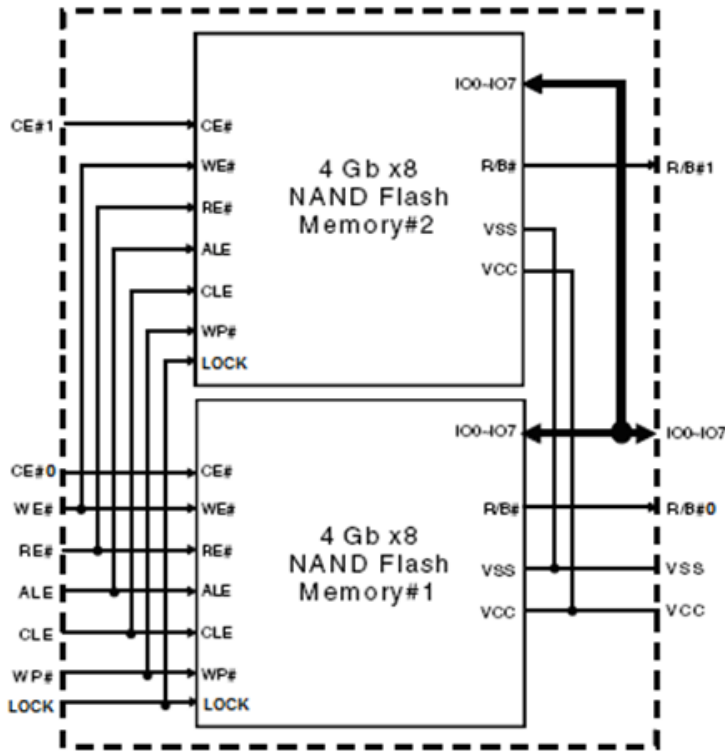 IO0~IO7
CE#1
CE#
WE#
4 Gb x8
R/B#
R/B#1
NAND Flash
RE#
Memory#2
VSS
ALE
VCC
CLE
WP#
LOCK
IO0~IO7
IO0~IO7
CE#0
CE#
WE#
WE#
R/B#
R/B#0
4 Gb x8
RE#
RE#
NAND Flash
VSS
VSS
Memory#1
ALE
ALE
VCC
VCC
CLE
CLE
WP#
WP#
LOCK
LOCK